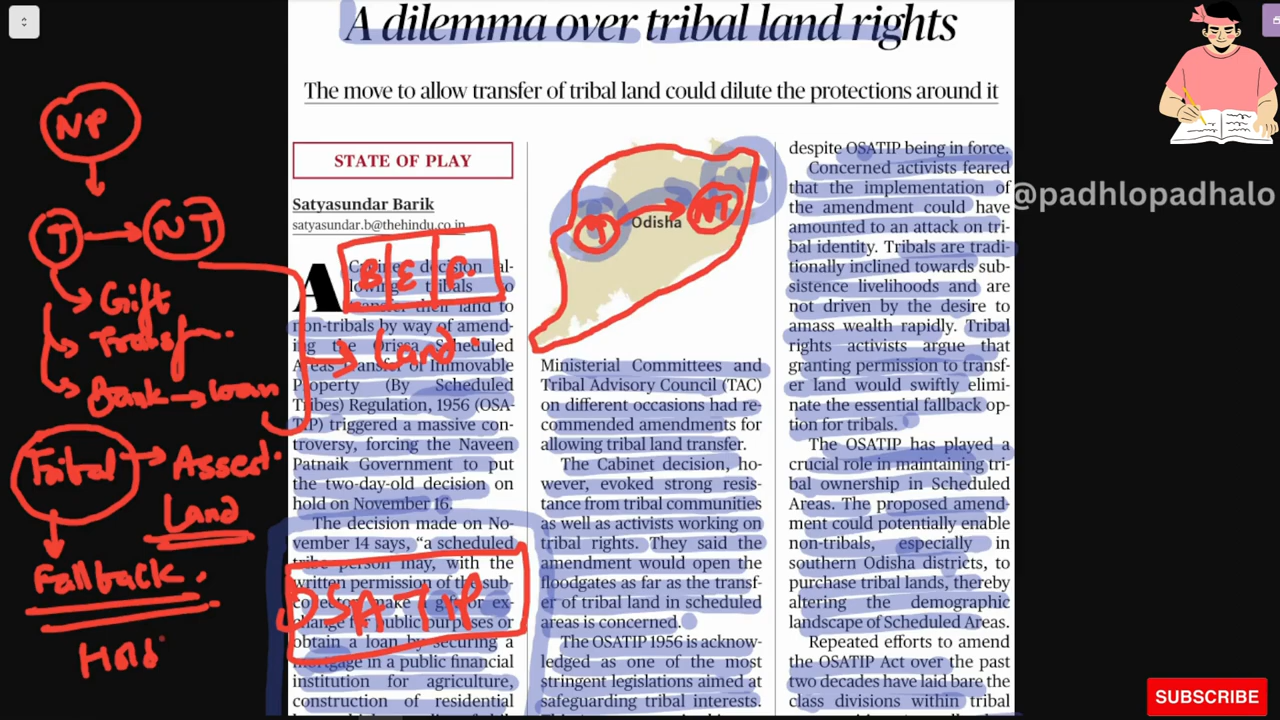 A dilemma over tribal land rights
The move to allow transfer of tribal land could dilute the protections around it
NP
T → NT
Gift
Transf.
Bank → loan
Tribal → Asset.
Land
Fallback.
Hold
STATE OF PLAY
Satyasundar Barik
satyasundar.b@thehindu.co.in
B E F.
A Cabinet decision al-
lowing tribals to
transfer their land to
non-tribals by way of amend-
ing the Orissa Scheduled
Areas Transfer of Immovable
Property (By Scheduled
Tribes) Regulation, 1956 (OSA-
TIP) triggered a massive con-
troversy, forcing the Naveen
Patnaik Government to put
the two-day-old decision on
hold on November 16.
The decision made on No-
vember 14 says, “a scheduled
tribe person may, with the
written permission of the sub-
collector, make a gift or ex-
change for public purposes or
obtain a loan by securing a
mortgage in a public financial
institution for agriculture,
construction of residential
Land.
OSATIP
T → NT
Odisha
Ministerial Committees and
Tribal Advisory Council (TAC)
on different occasions had re-
commended amendments for
allowing tribal land transfer.
The Cabinet decision, ho-
wever, evoked strong resis-
tance from tribal communities
as well as activists working on
tribal rights. They said the
amendment would open the
floodgates as far as the transf-
er of tribal land in scheduled
areas is concerned.
The OSATIP 1956 is acknow-
ledged as one of the most
stringent legislations aimed at
safeguarding tribal interests.
despite OSATIP being in force.
Concerned activists feared
that the implementation of
the amendment could have
amounted to an attack on tri-
bal identity. Tribals are tradi-
tionally inclined towards sub-
sistence livelihoods and are
not driven by the desire to
amass wealth rapidly. Tribal
rights activists argue that
granting permission to transf-
er land would swiftly elimi-
nate the essential fallback op-
tion for tribals.
The OSATIP has played a
crucial role in maintaining tri-
bal ownership in Scheduled
Areas. The proposed amend-
ment could potentially enable
non-tribals, especially in
southern Odisha districts, to
purchase tribal lands, thereby
altering the demographic
landscape of Scheduled Areas.
Repeated efforts to amend
the OSATIP Act over the past
two decades have laid bare the
class divisions within tribal
@padhlopadhalo
SUBSCRIBE